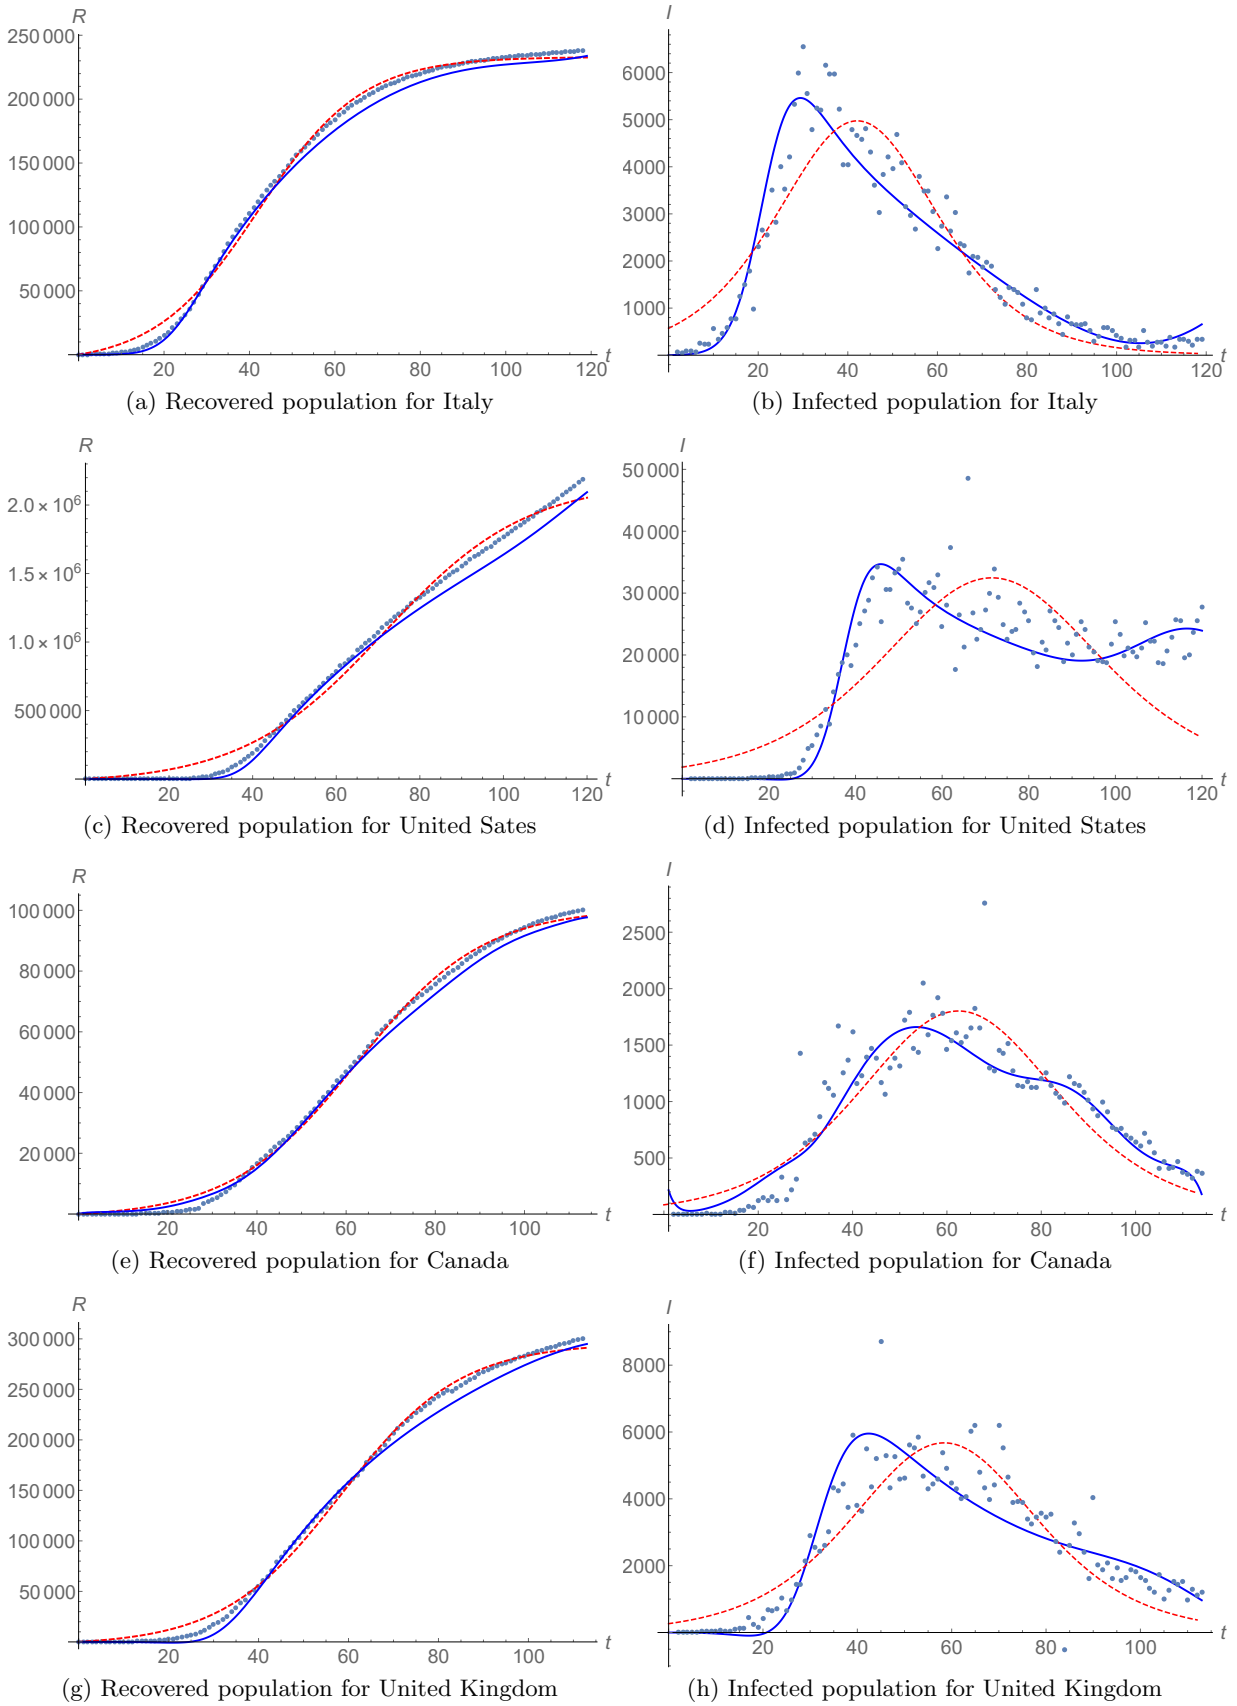 R
250 000
200 000
150 000
100 000
50 000
20 40 60 80 100 120
t
(a) Recovered population for Italy
I
6000
5000
4000
3000
2000
1000
20 40 60 80 100 120
t
(b) Infected population for Italy
R
2.0 × 10⁶
1.5 × 10⁶
1.0 × 10⁶
500 000
20 40 60 80 100 120
t
(c) Recovered population for United Sates
I
50 000
40 000
30 000
20 000
10 000
20 40 60 80 100 120
t
(d) Infected population for United States
R
100 000
80 000
60 000
40 000
20 000
20 40 60 80 100
t
(e) Recovered population for Canada
I
2500
2000
1500
1000
500
20 40 60 80 100
t
(f) Infected population for Canada
R
300 000
250 000
200 000
150 000
100 000
50 000
20 40 60 80 100
t
(g) Recovered population for United Kingdom
I
8000
6000
4000
2000
20 40 60 80 100
t
(h) Infected population for United Kingdom